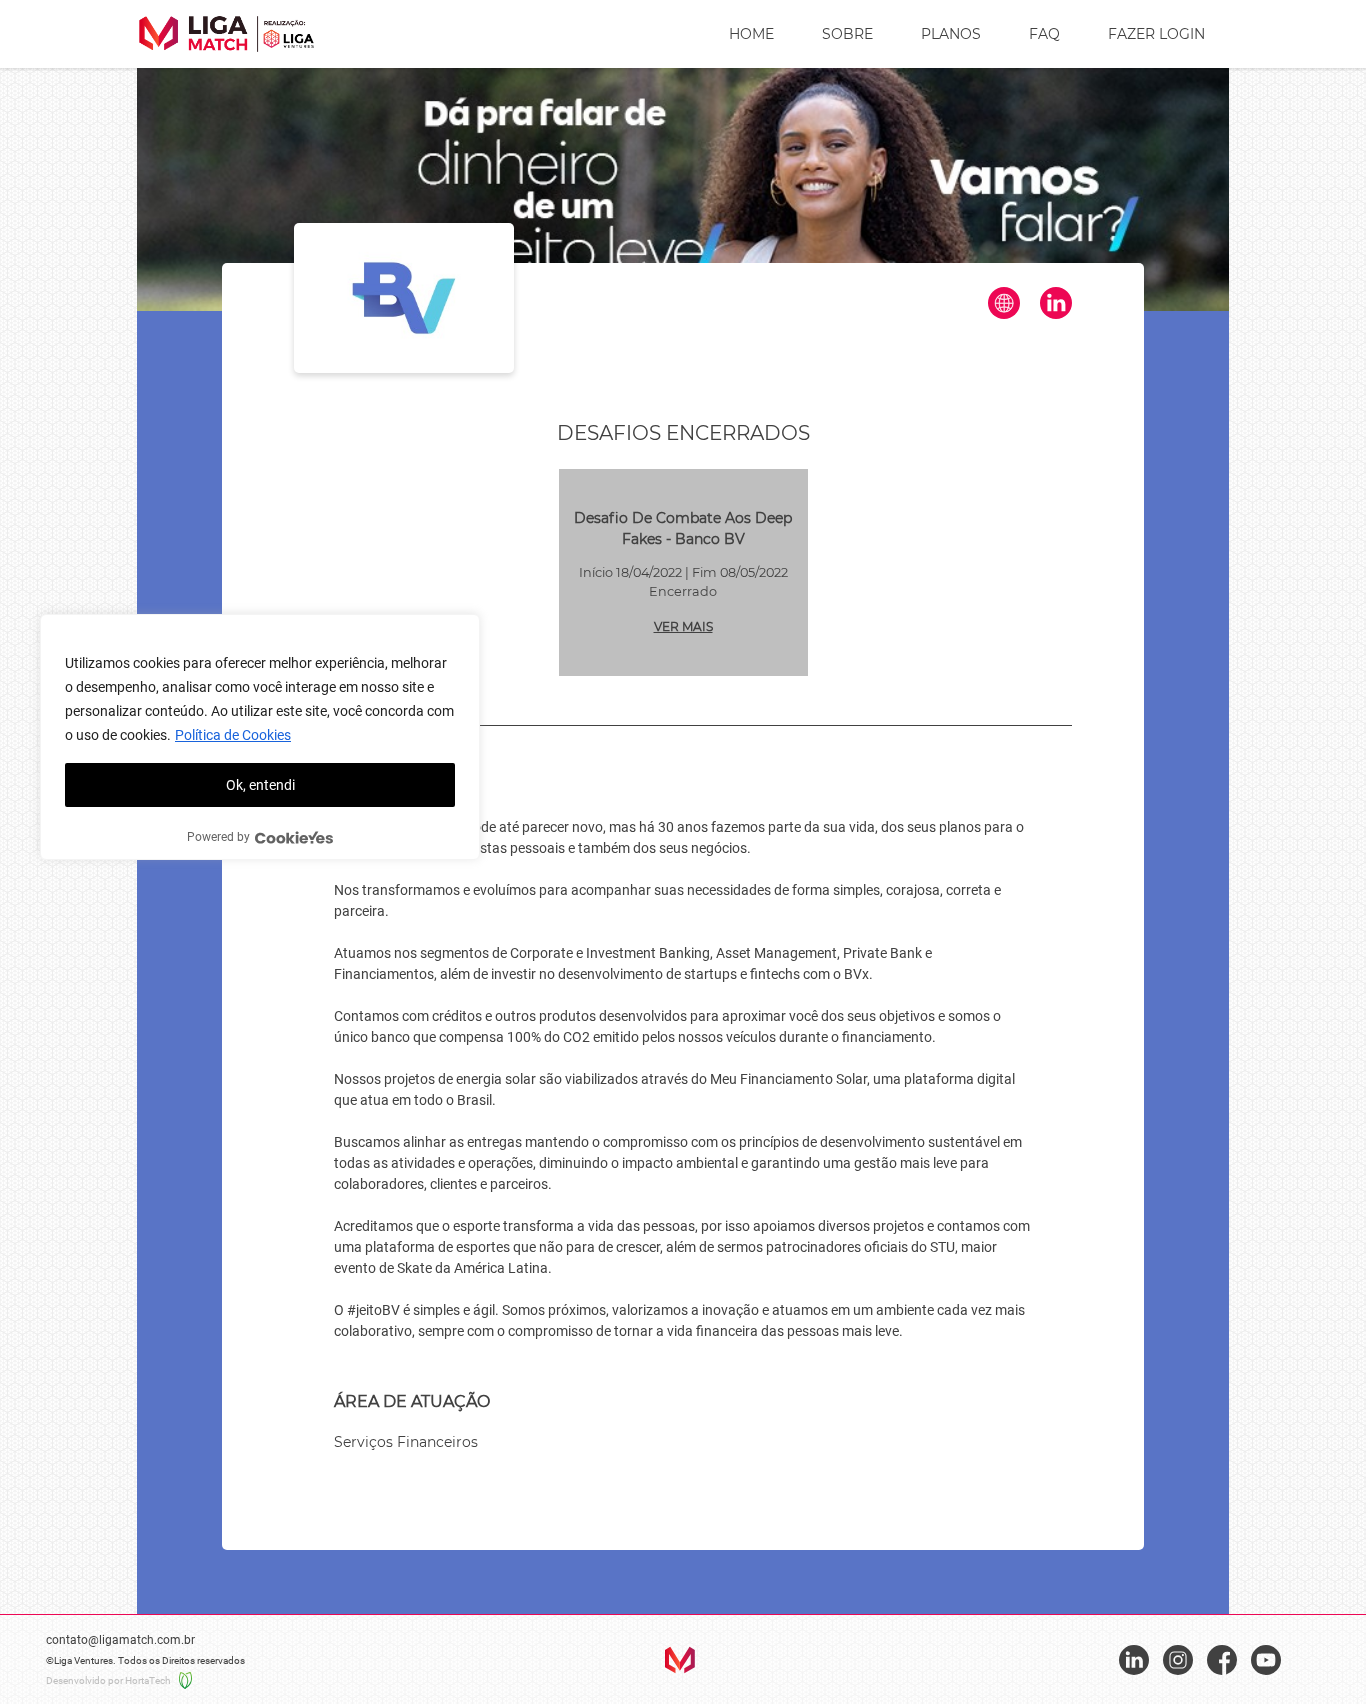 LIGA
MATCH
REALIZAÇÃO:
LIGA
VENTURES
HOME
SOBRE
PLANOS
FAQ
FAZER LOGIN
Dá pra falar de
dinheiro
de um
jeito leve
Vamos
falar?
BV
DESAFIOS ENCERRADOS
Desafio De Combate Aos Deep
Fakes - Banco BV
Início 18/04/2022 | Fim 08/05/2022
Encerrado
VER MAIS
Utilizamos cookies para oferecer melhor experiência, melhorar
o desempenho, analisar como você interage em nosso site e
personalizar conteúdo. Ao utilizar este site, você concorda com
o uso de cookies. Política de Cookies
Ok, entendi
Powered by CookieYes
até parecer novo, mas há 30 anos fazemos parte da sua vida, dos seus planos para o
pessoais e também dos seus negócios.
Nos transformamos e evoluímos para acompanhar suas necessidades de forma simples, corajosa, correta e
parceira.
Atuamos nos segmentos de Corporate e Investment Banking, Asset Management, Private Bank e
Financiamentos, além de investir no desenvolvimento de startups e fintechs com o BVx.
Contamos com créditos e outros produtos desenvolvidos para aproximar você dos seus objetivos e somos o
único banco que compensa 100% do CO2 emitido pelos nossos veículos durante o financiamento.
Nossos projetos de energia solar são viabilizados através do Meu Financiamento Solar, uma plataforma digital
que atua em todo o Brasil.
Buscamos alinhar as entregas mantendo o compromisso com os princípios de desenvolvimento sustentável em
todas as atividades e operações, diminuindo o impacto ambiental e garantindo uma gestão mais leve para
colaboradores, clientes e parceiros.
Acreditamos que o esporte transforma a vida das pessoas, por isso apoiamos diversos projetos e contamos com
uma plataforma de esportes que não para de crescer, além de sermos patrocinadores oficiais do STU, maior
evento de Skate da América Latina.
O #jeitoBV é simples e ágil. Somos próximos, valorizamos a inovação e atuamos em um ambiente cada vez mais
colaborativo, sempre com o compromisso de tornar a vida financeira das pessoas mais leve.
ÁREA DE ATUAÇÃO
Serviços Financeiros
contato@ligamatch.com.br
©Liga Ventures. Todos os Direitos reservados
Desenvolvido por HortaTech